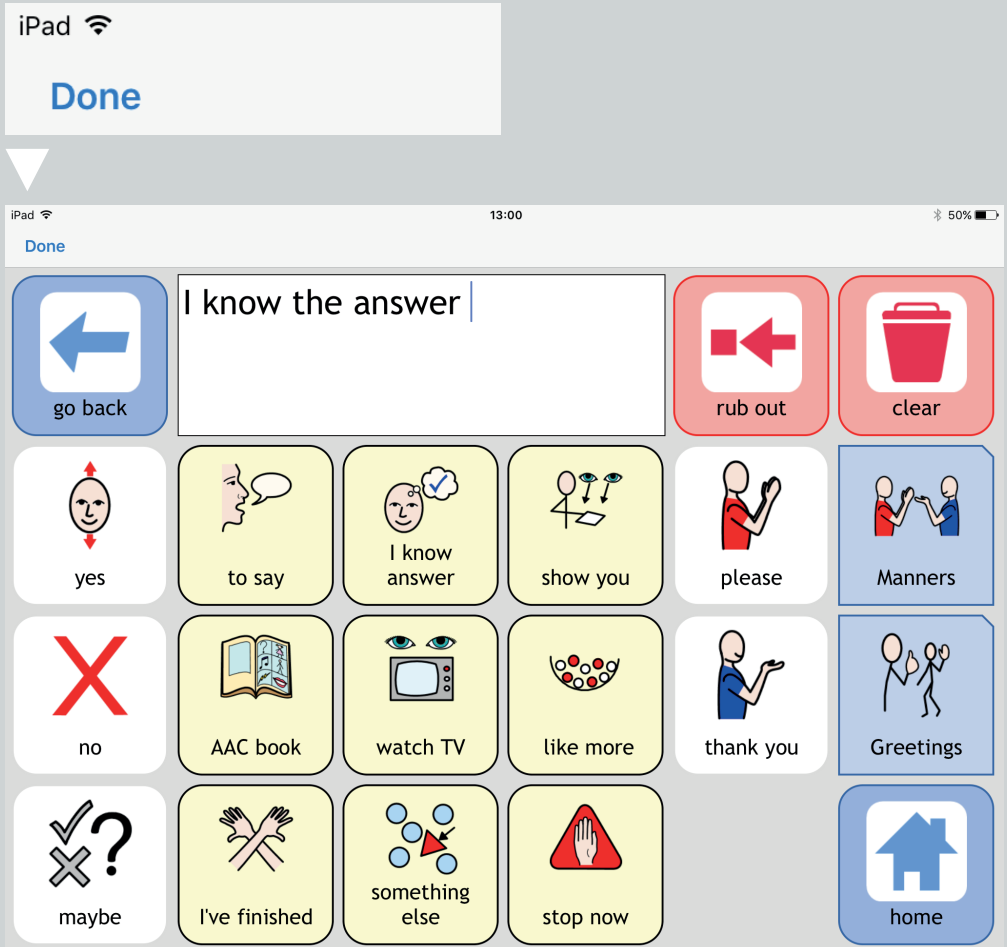 iPad
Done
iPad
13:00
50%
Done
go back
I know the answer
rub out
clear
yes
to say
I know
answer
show you
please
Manners
no
AAC book
watch TV
like more
thank you
Greetings
maybe
I've finished
something
else
stop now
home